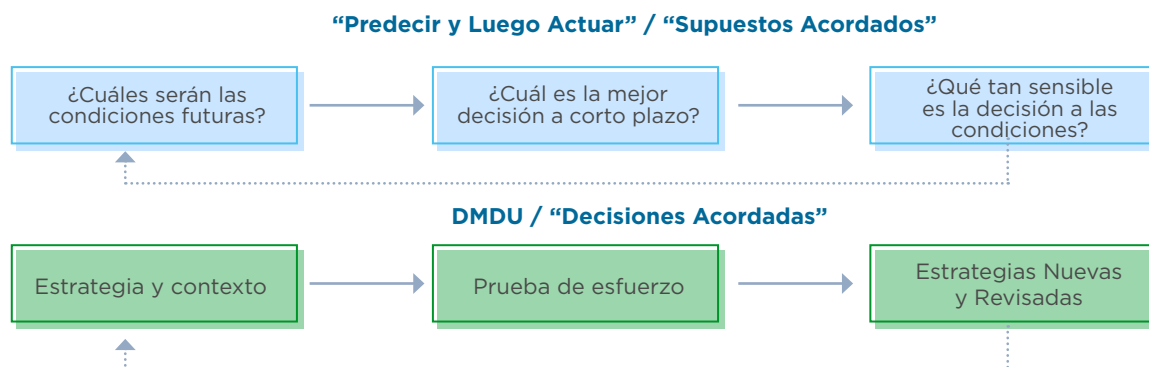 “Predecir y Luego Actuar” / “Supuestos Acordados”
¿Cuáles serán las
condiciones futuras?
¿Cuál es la mejor
decisión a corto plazo?
¿Qué tan sensible
es la decisión a las
condiciones?
DMDU / “Decisiones Acordadas”
Estrategia y contexto
Prueba de esfuerzo
Estrategias Nuevas
y Revisadas